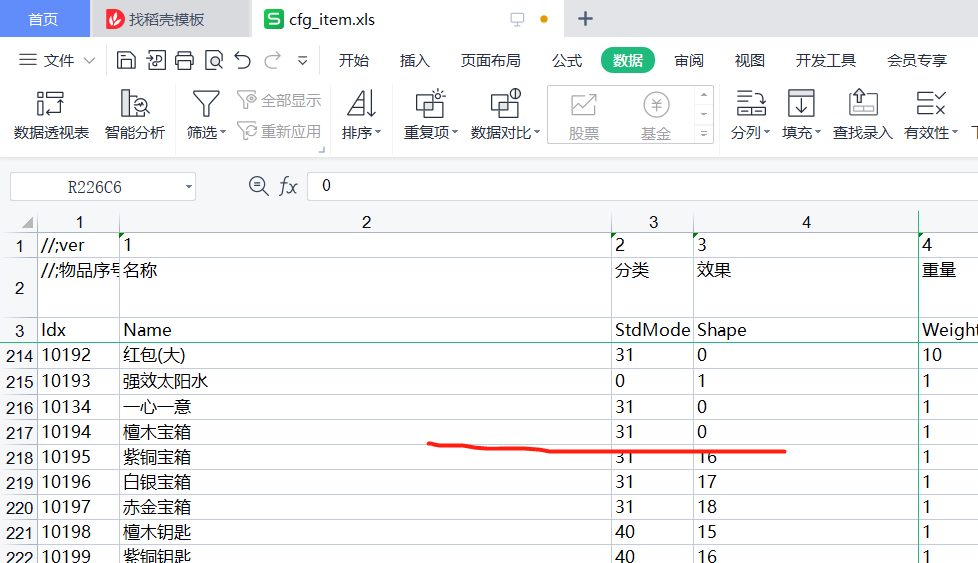 首页 找稻壳模板 cfg_item.xls
文件 开始 插入 页面布局 公式 数据 审阅 视图 开发工具 会员专享
全部显示
重新应用
数据透视表 智能分析 筛选 排序 重复项 数据对比 股票 基金 分列 填充 查找录入 有效性
R226C6 fx 0
1 2 3 4
1 //;ver 1 2 3 4
2 //;物品序号 名称 分类 效果 重量
3 Idx Name StdMode Shape Weight
214 10192 红包(大) 31 0 10
215 10193 强效太阳水 0 1 1
216 10134 一心一意 31 0 1
217 10194 檀木宝箱 31 0 1
218 10195 紫铜宝箱 31 16 1
219 10196 白银宝箱 31 17 1
220 10197 赤金宝箱 31 18 1
221 10198 檀木钥匙 40 15 1
222 10199 紫铜钥匙 40 16 1